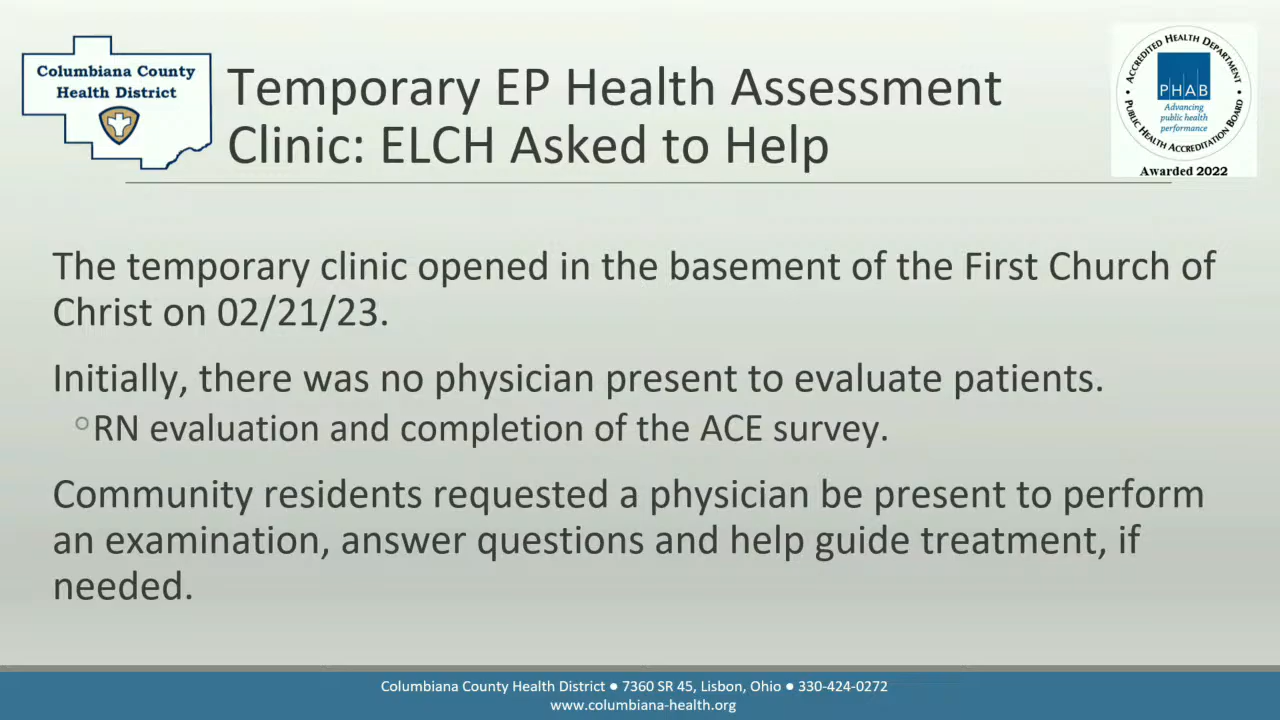 Columbiana County
Health District
Temporary EP Health Assessment
Clinic: ELCH Asked to Help
ACCREDITED HEALTH DEPARTMENT
PHAB
Advancing
public health
performance
PUBLIC HEALTH ACCREDITATION BOARD
Awarded 2022
The temporary clinic opened in the basement of the First Church of
Christ on 02/21/23.
Initially, there was no physician present to evaluate patients.
○RN evaluation and completion of the ACE survey.
Community residents requested a physician be present to perform
an examination, answer questions and help guide treatment, if
needed.
Columbiana County Health District ● 7360 SR 45, Lisbon, Ohio ● 330-424-0272
www.columbiana-health.org